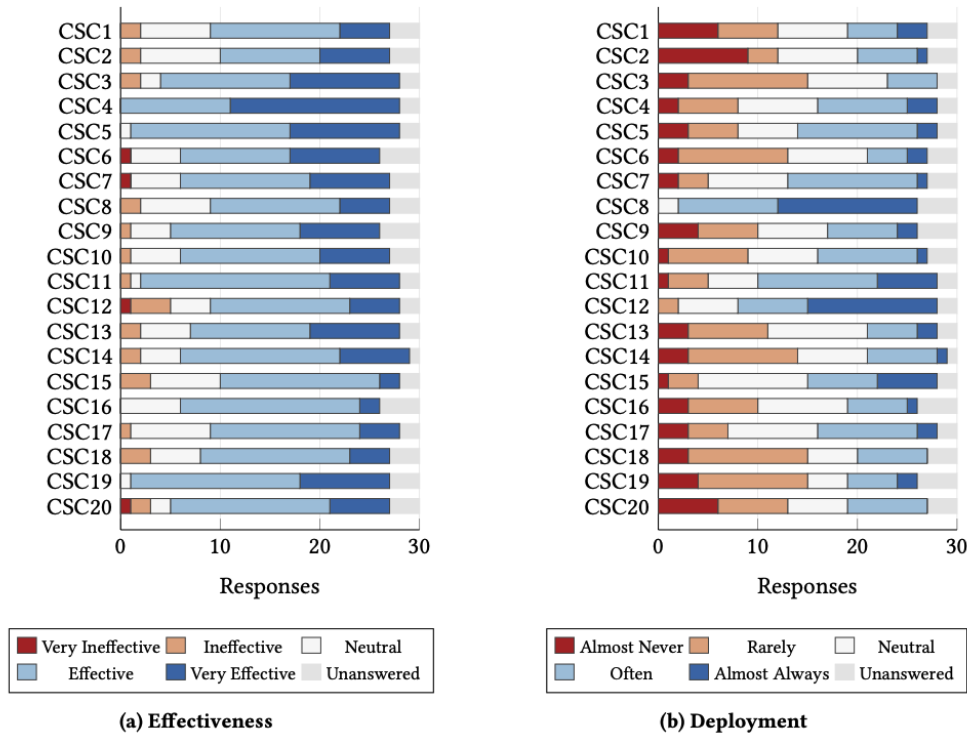 CSC1
CSC2
CSC3
CSC4
CSC5
CSC6
CSC7
CSC8
CSC9
CSC10
CSC11
CSC12
CSC13
CSC14
CSC15
CSC16
CSC17
CSC18
CSC19
CSC20
0 10 20 30
Responses
Very Ineffective Ineffective Neutral
Effective Very Effective Unanswered
(a) Effectiveness
CSC1
CSC2
CSC3
CSC4
CSC5
CSC6
CSC7
CSC8
CSC9
CSC10
CSC11
CSC12
CSC13
CSC14
CSC15
CSC16
CSC17
CSC18
CSC19
CSC20
0 10 20 30
Responses
Almost Never Rarely Neutral
Often Almost Always Unanswered
(b) Deployment